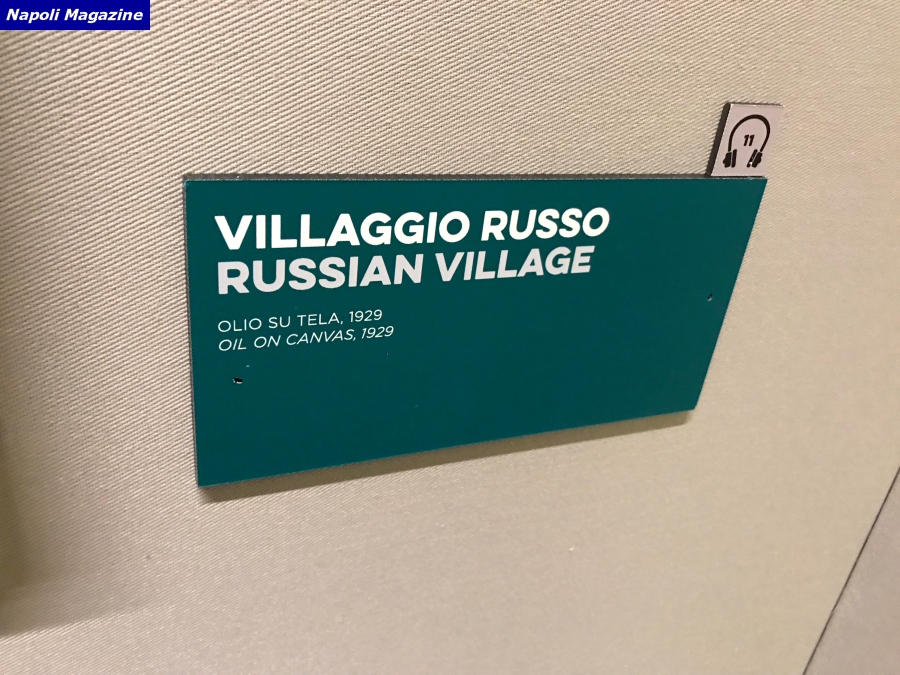 Napoli Magazine
11
VILLAGGIO RUSSO
RUSSIAN VILLAGE
OLIO SU TELA, 1929
OIL ON CANVAS, 1929